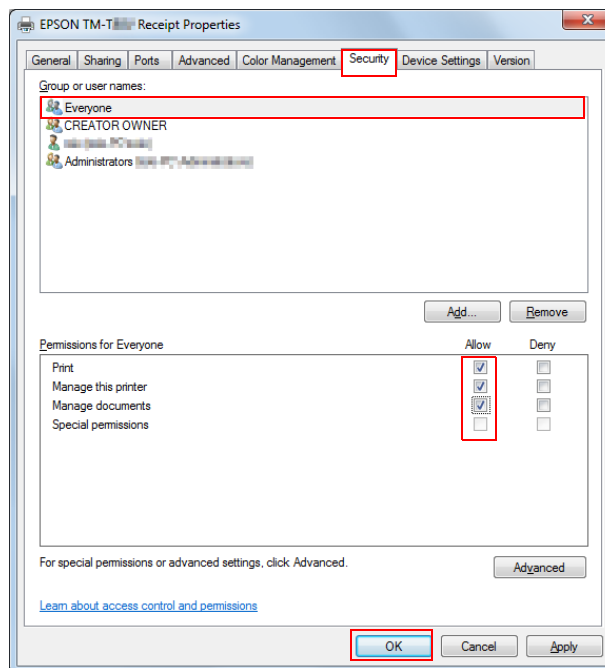 EPSON TM-T Receipt Properties
General Sharing Ports Advanced Color Management Security Device Settings Version
Group or user names:
Everyone
CREATOR OWNER
Administrators
Add... Remove
Permissions for Everyone Allow Deny
Print
Manage this printer
Manage documents
Special permissions
For special permissions or advanced settings, click Advanced.
Advanced
Learn about access control and permissions
OK Cancel Apply